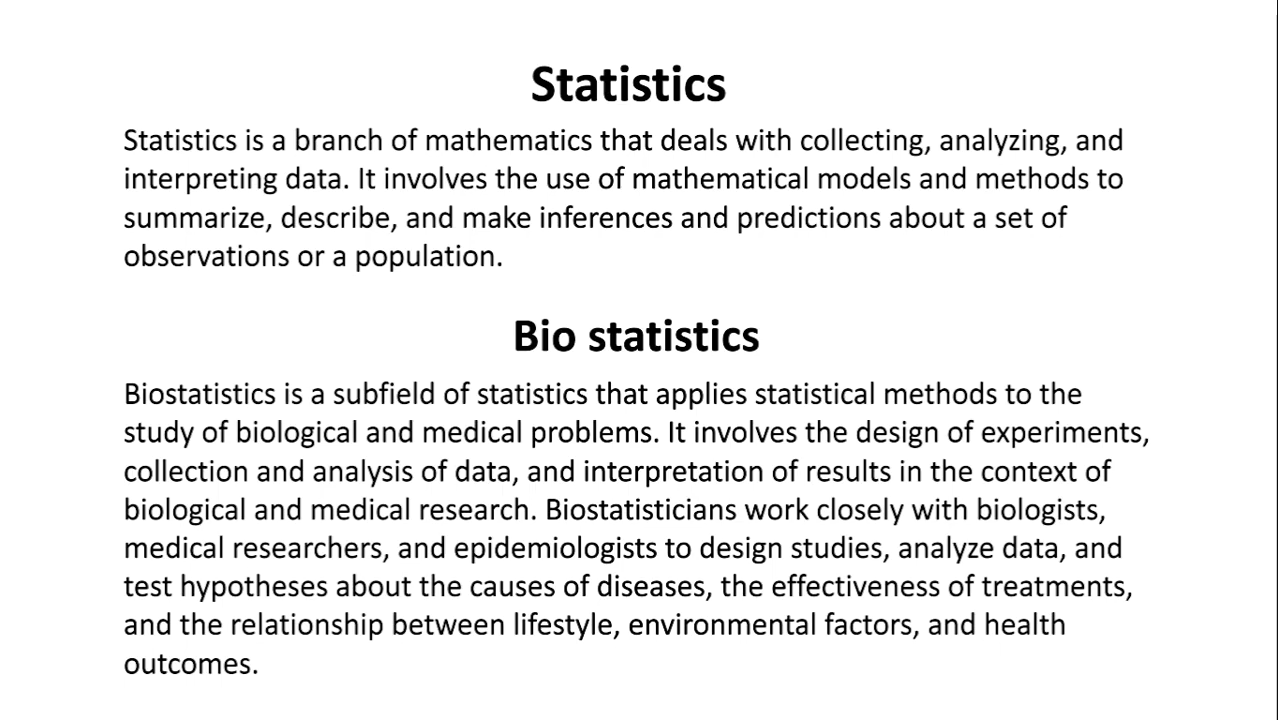 Statistics
Statistics is a branch of mathematics that deals with collecting, analyzing, and
interpreting data. It involves the use of mathematical models and methods to
summarize, describe, and make inferences and predictions about a set of
observations or a population.
Bio statistics
Biostatistics is a subfield of statistics that applies statistical methods to the
study of biological and medical problems. It involves the design of experiments,
collection and analysis of data, and interpretation of results in the context of
biological and medical research. Biostatisticians work closely with biologists,
medical researchers, and epidemiologists to design studies, analyze data, and
test hypotheses about the causes of diseases, the effectiveness of treatments,
and the relationship between lifestyle, environmental factors, and health
outcomes.